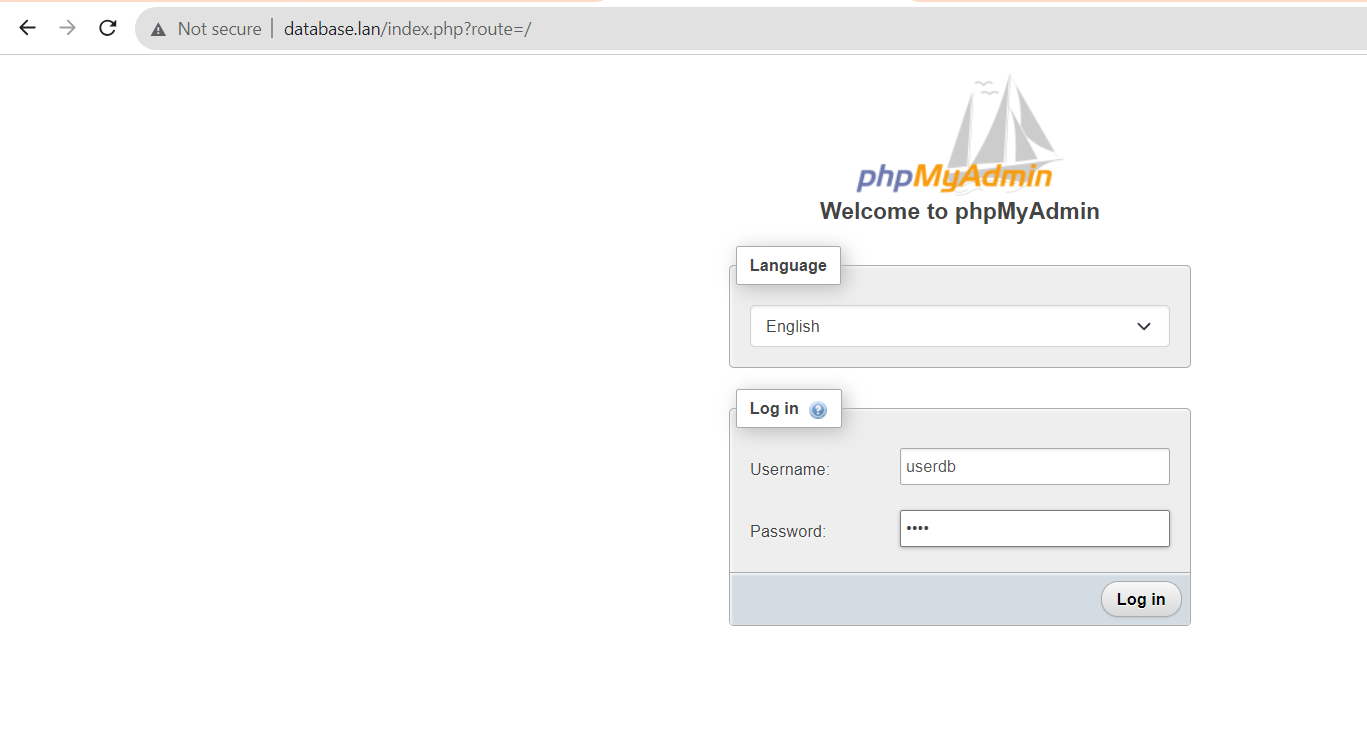 Not secure | database.lan/index.php?route=/
phpMyAdmin
Welcome to phpMyAdmin
Language
English
Log in ?
Username: userdb
Password: ••••
Log in